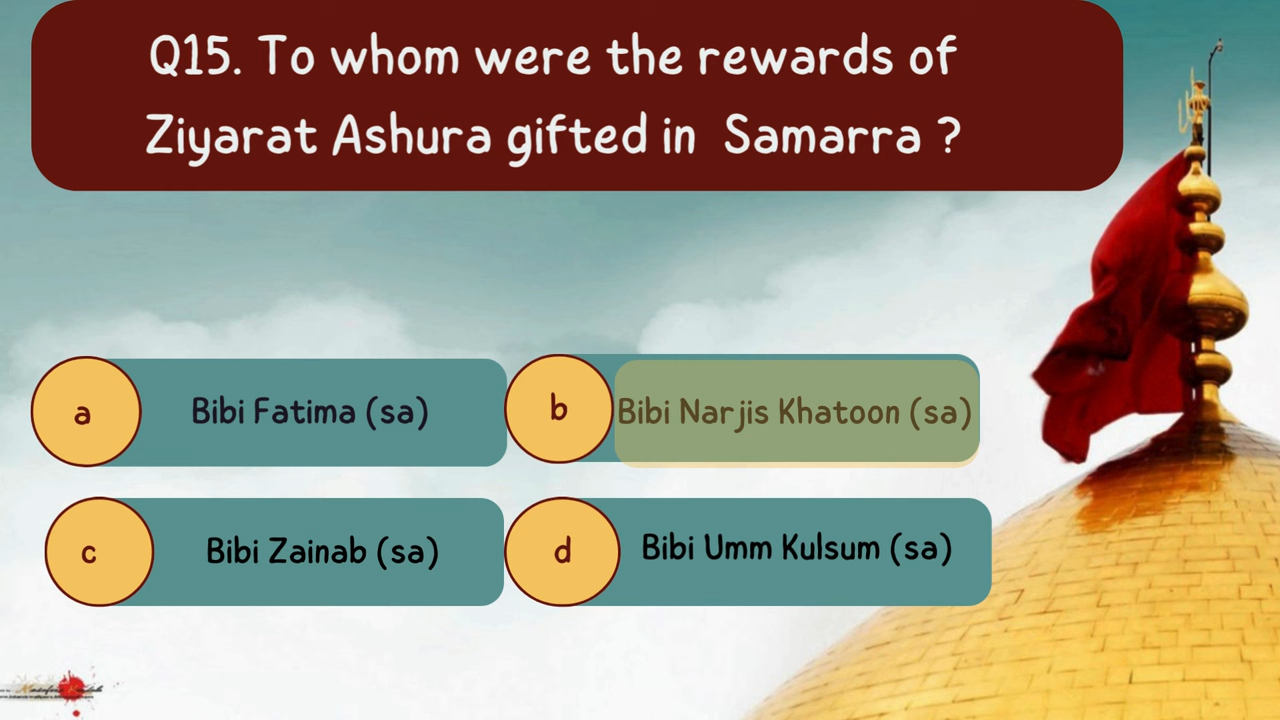 Q15. To whom were the rewards of
Ziyarat Ashura gifted in Samarra ?
a
Bibi Fatima (sa)
b
Bibi Narjis Khatoon (sa)
c
Bibi Zainab (sa)
d
Bibi Umm Kulsum (sa)